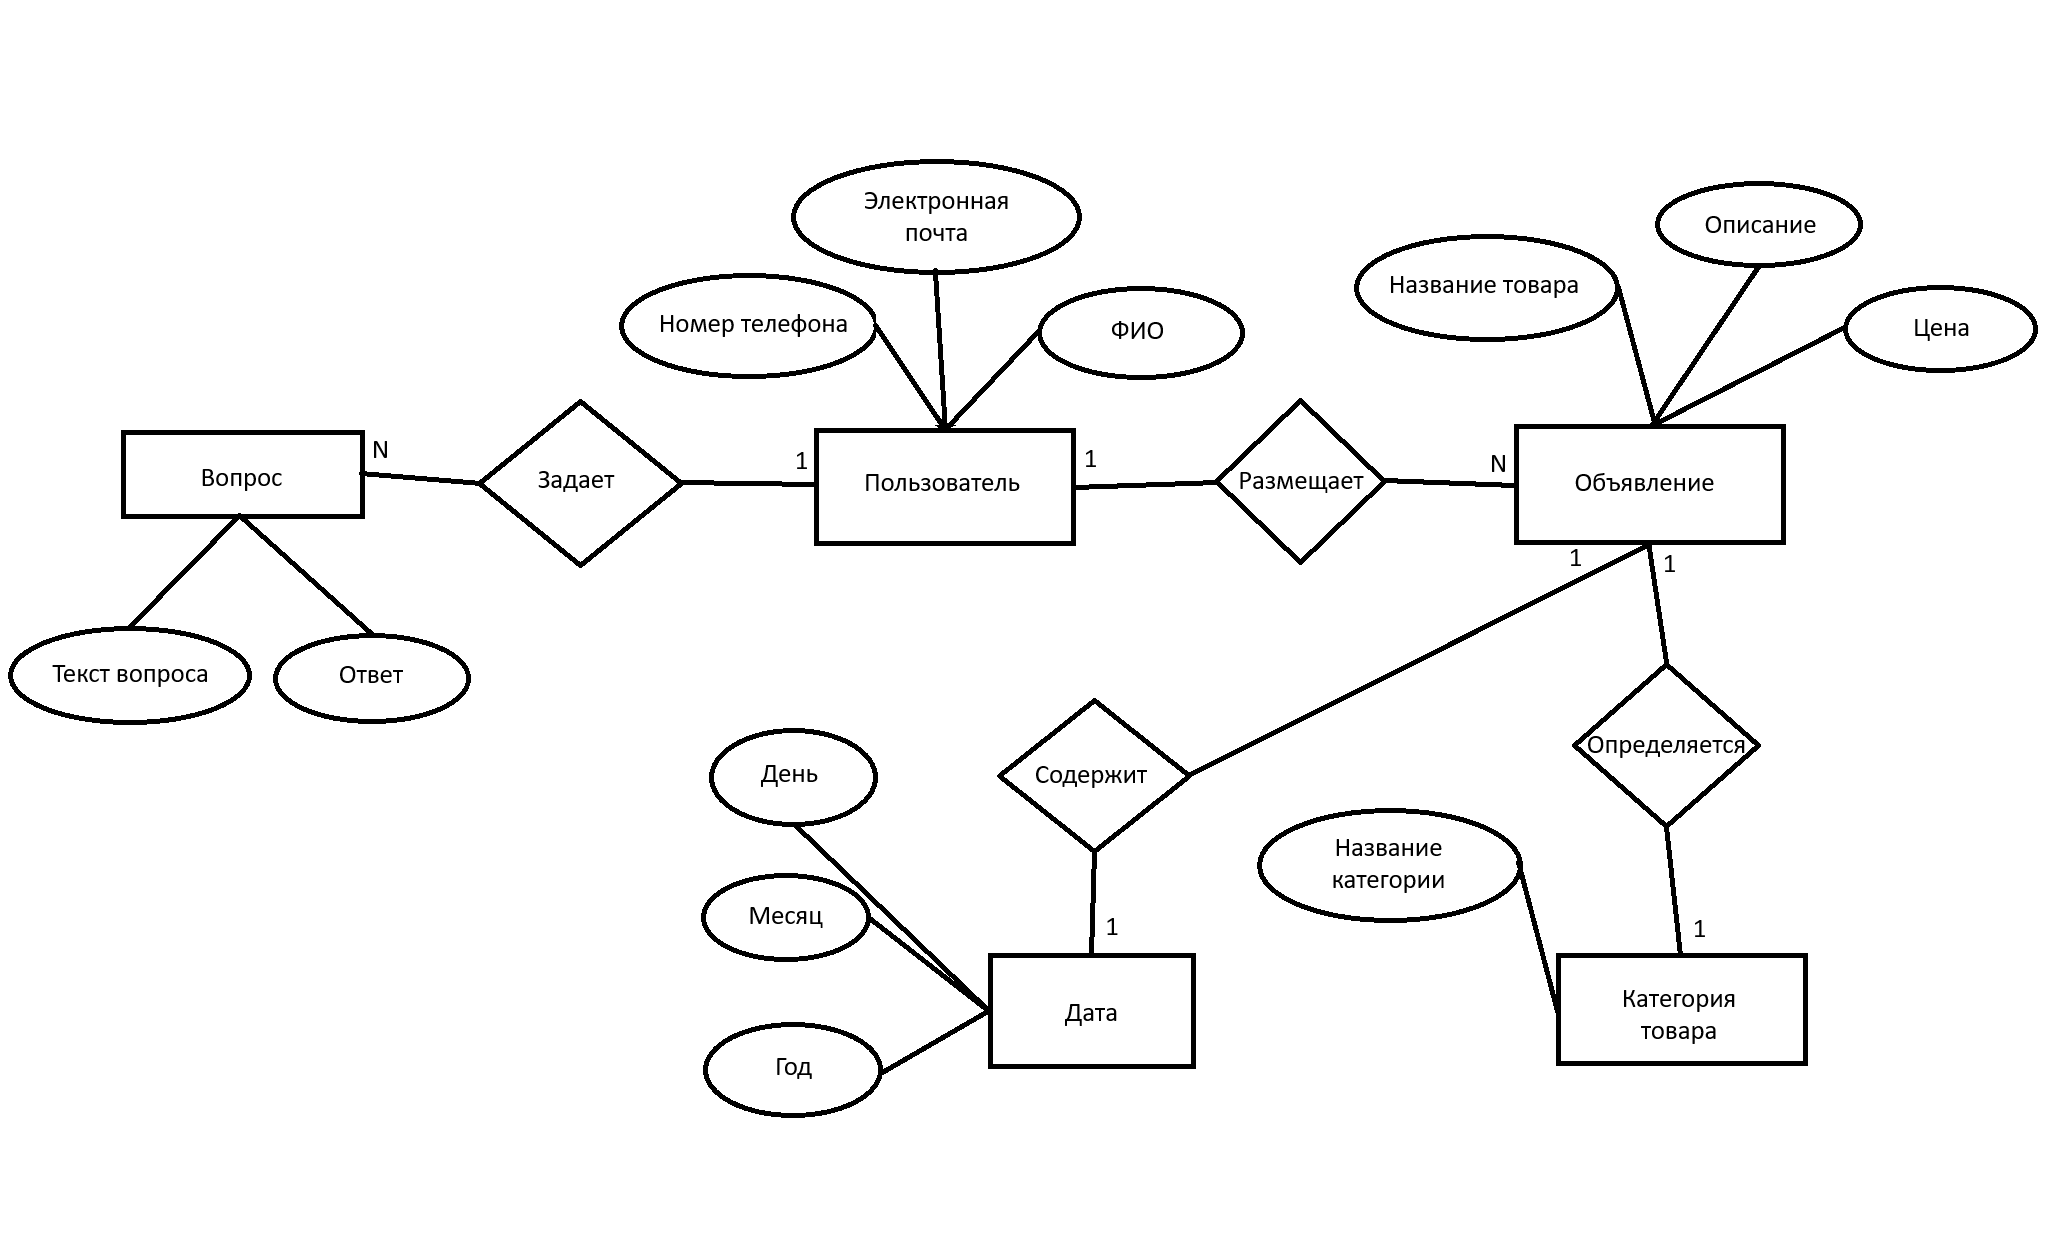 Электронная
почта
Описание
Название товара
Номер телефона
ФИО
Цена
N
1
1
N
Вопрос
Задает
Пользователь
Размещает
Объявление
1
1
Текст вопроса
Ответ
День
Содержит
Определяется
Название
категории
Месяц
1
1
Дата
Категория
товара
Год